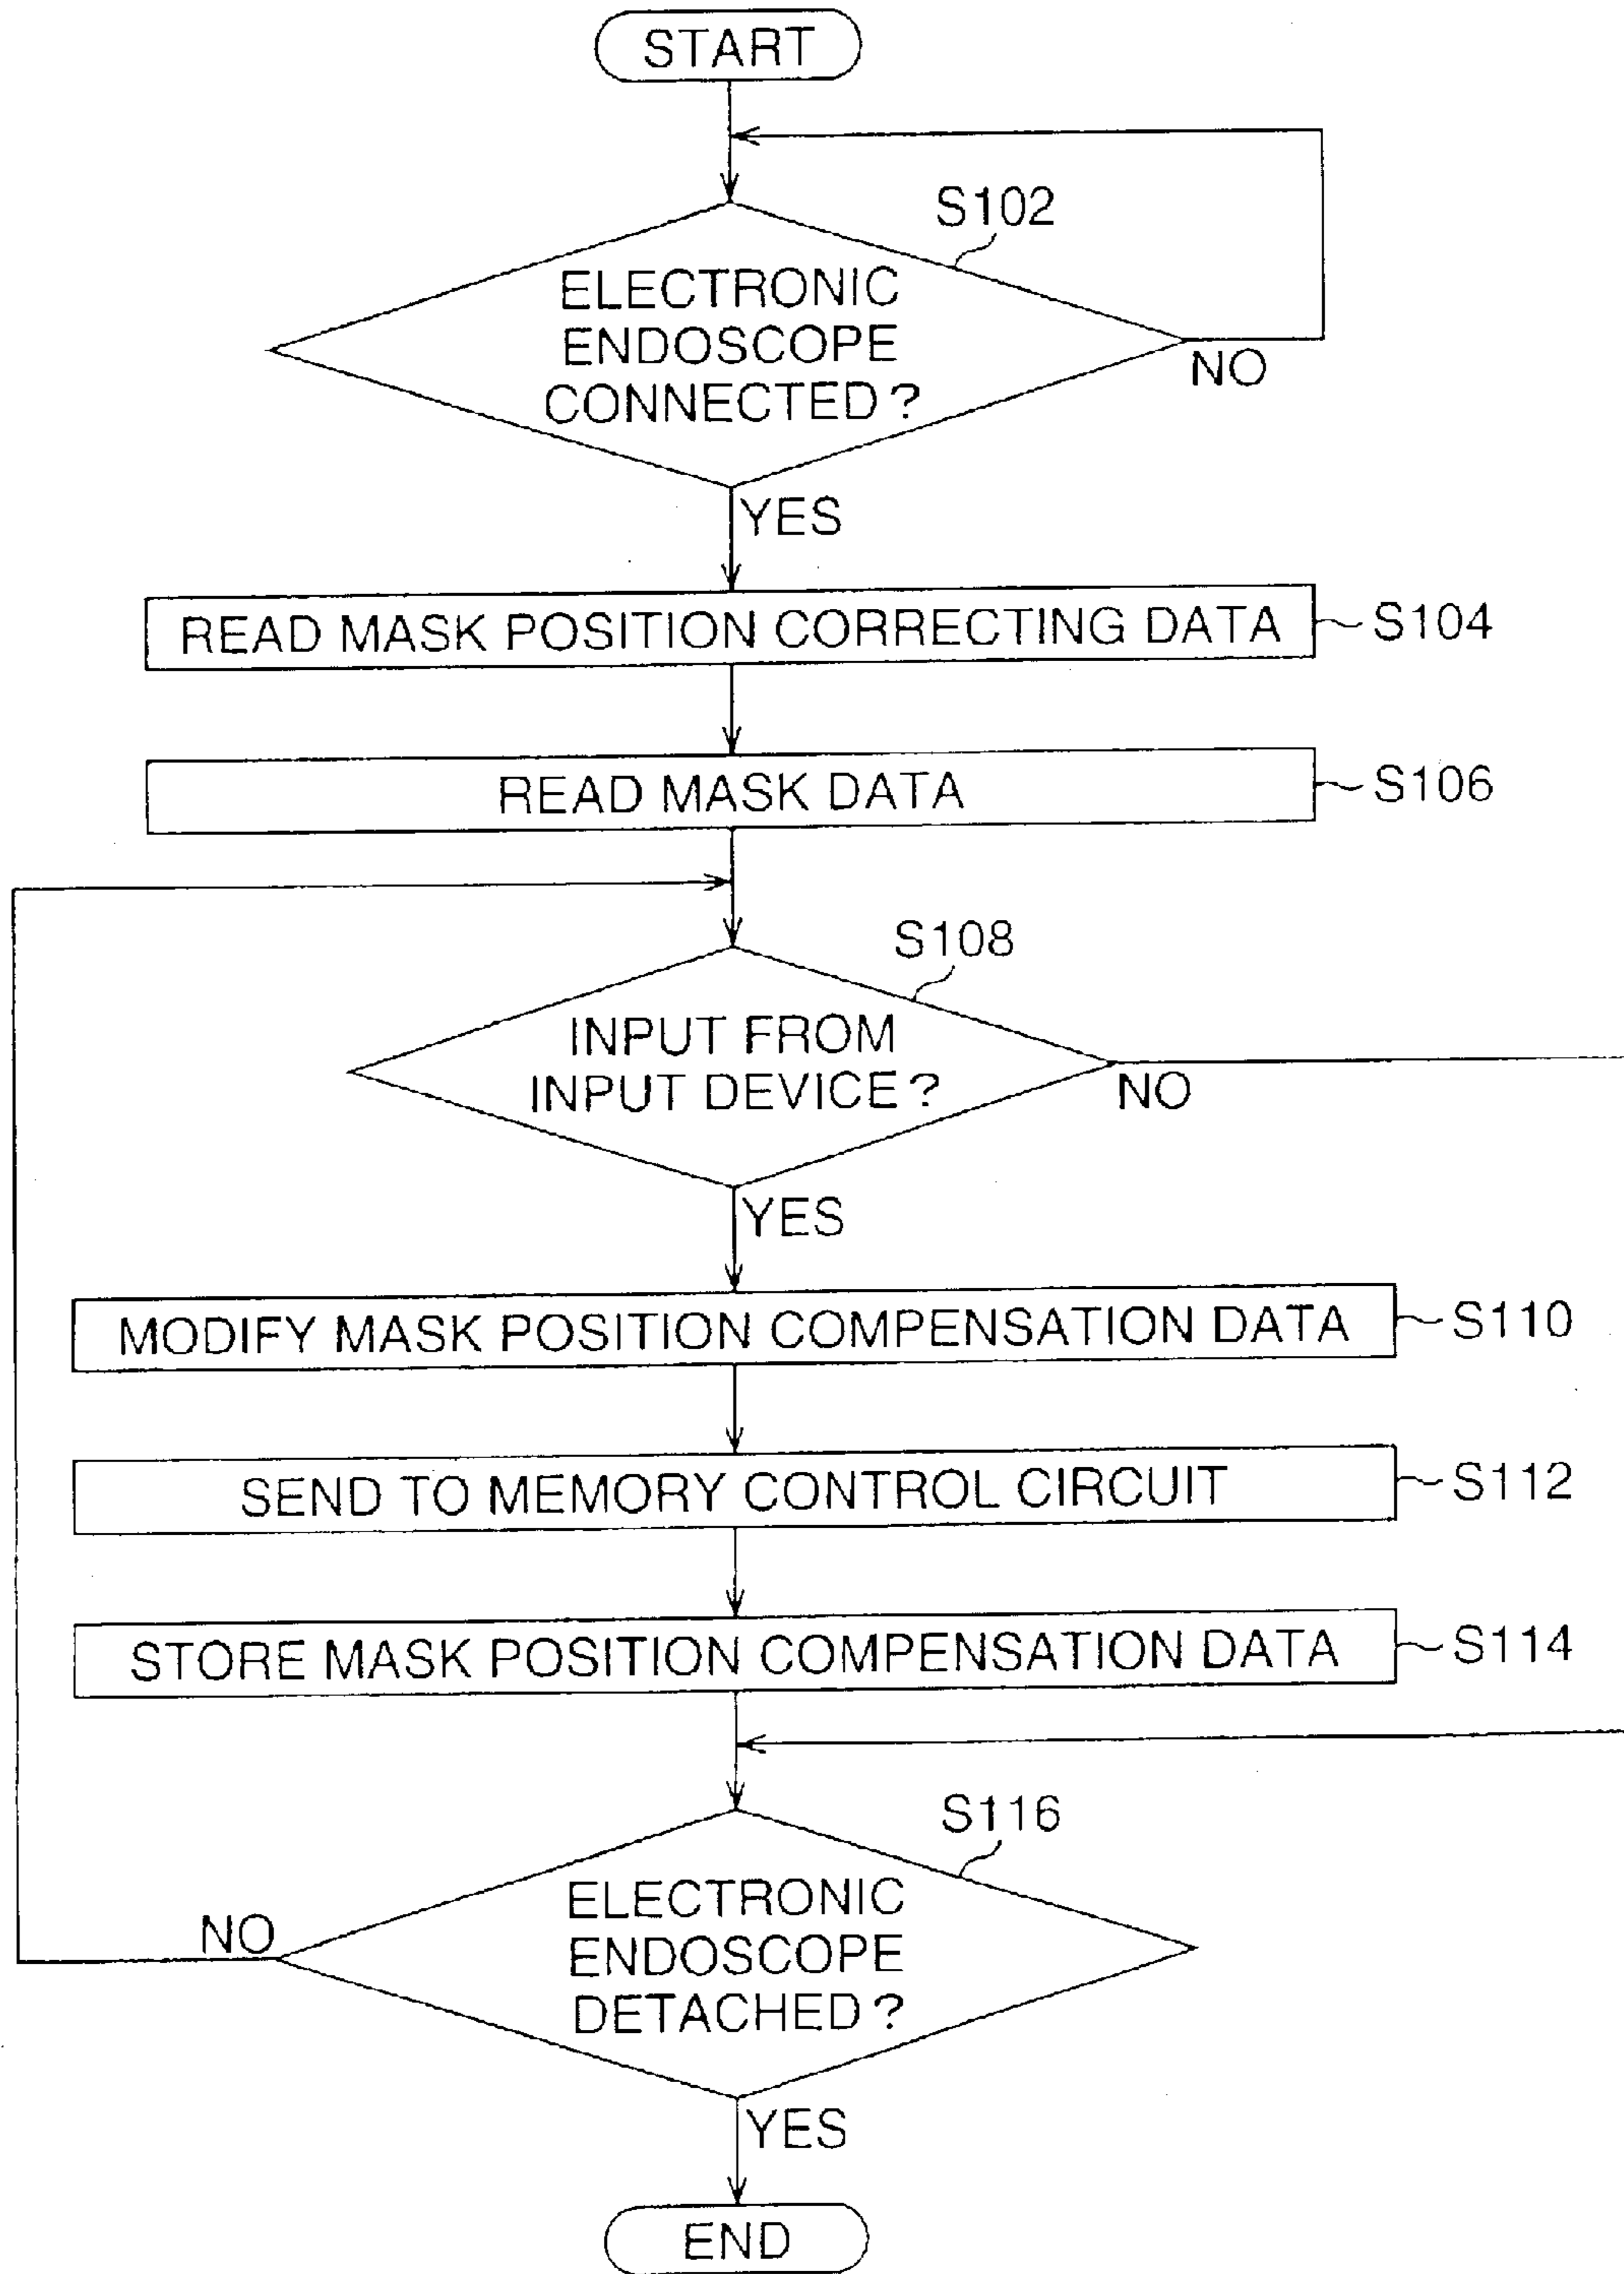 START
S102
ELECTRONIC
ENDOSCOPE
CONNECTED?
NO
YES
READ MASK POSITION CORRECTING DATA
S104
READ MASK DATA
S106
S108
INPUT FROM
INPUT DEVICE?
NO
YES
MODIFY MASK POSITION COMPENSATION DATA
S110
SEND TO MEMORY CONTROL CIRCUIT
S112
STORE MASK POSITION COMPENSATION DATA
S114
S116
ELECTRONIC
ENDOSCOPE
DETACHED?
NO
YES
END